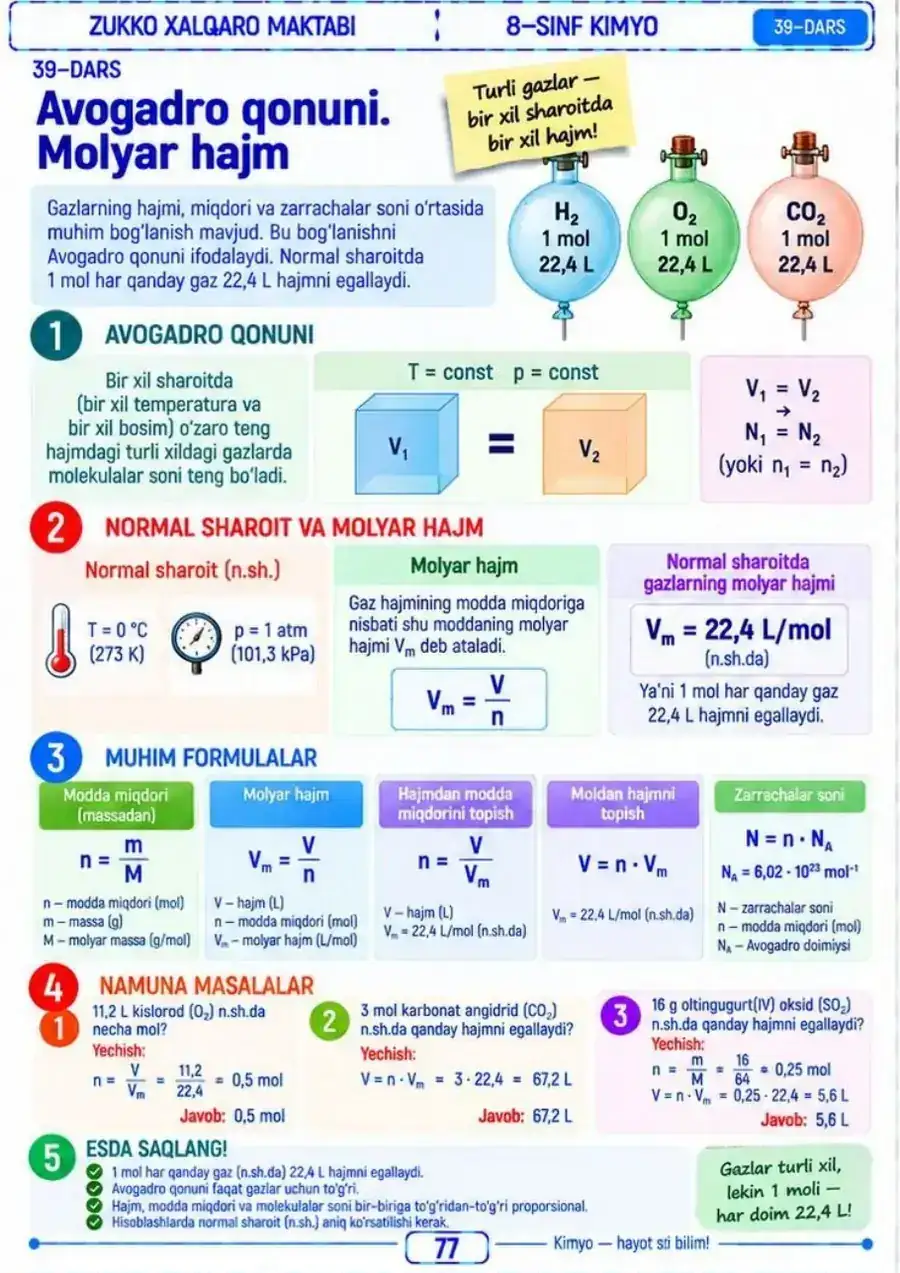 ZUKKO XALQARO MAKTABI
8–SINF KIMYO
39–DARS
39–DARS
Avogadro qonuni.
Molyar hajm
Turli gazlar –
bir xil sharoitda
bir xil hajm!
Gazlarning hajmi, miqdori va zarrachalar soni o‘rtasida
muhim bog‘lanish mavjud. Bu bog‘lanishni
Avogadro qonuni ifodalaydi. Normal sharoitda
1 mol har qanday gaz 22,4 L hajmni egallaydi.
H₂
1 mol
22,4 L
O₂
1 mol
22,4 L
CO₂
1 mol
22,4 L
1 AVOGADRO QONUNI
Bir xil sharoitda
(bir xil temperatura va
bir xil bosim) o‘zaro teng
hajmdagi turli xildagi gazlarda
molekulalar soni teng bo‘ladi.
T = const p = const
V₁ = V₂
V₁ = V₂
→
N₁ = N₂
(yoki n₁ = n₂)
2 NORMAL SHAROIT VA MOLYAR HAJM
Normal sharoit (n.sh.)
T = 0 °C
(273 K)
p = 1 atm
(101,3 kPa)
Molyar hajm
Gaz hajmining modda miqdoriga
nisbati shu moddaning molyar
hajmi Vₘ deb ataladi.
Vₘ = V/n
Normal sharoitda
gazlarning molyar hajmi
Vₘ = 22,4 L/mol
(n.sh.da)
Ya'ni 1 mol har qanday gaz
22,4 L hajmni egallaydi.
3 MUHIM FORMULALAR
Modda miqdori
(massadan)
n = m/M
n – modda miqdori (mol)
m – massa (g)
M – molyar massa (g/mol)
Molyar hajm
Vₘ = V/n
V – hajm (L)
n – modda miqdori (mol)
Vₘ – molyar hajm (L/mol)
Hajmdan modda
miqdorini topish
n = V/Vₘ
V – hajm (L)
Vₘ = 22,4 L/mol (n.sh.da)
Moldan hajmni
topish
V = n · Vₘ
Vₘ = 22,4 L/mol (n.sh.da)
Zarrachalar soni
N = n · N_A
N_A = 6,02 · 10²³ mol⁻¹
N – zarrachalar soni
n – modda miqdori (mol)
N_A – Avogadro doimiysi
4 NAMUNA MASALALAR
1
11,2 L kislorod (O₂) n.sh.da
necha mol?
Yechish:
n = V/Vₘ = 11,2/22,4 = 0,5 mol
Javob: 0,5 mol
2
3 mol karbonat angidrid (CO₂)
n.sh.da qanday hajmni egallaydi?
Yechish:
V = n · Vₘ = 3 · 22,4 = 67,2 L
Javob: 67,2 L
3
16 g oltingugurt(IV) oksid (SO₂)
n.sh.da qanday hajmni egallaydi?
Yechish:
n = m/M = 16/64 = 0,25 mol
V = n · Vₘ = 0,25 · 22,4 = 5,6 L
Javob: 5,6 L
5 ESDA SAQLANG!
1 mol har qanday gaz (n.sh.da) 22,4 L hajmni egallaydi.
Avogadro qonuni faqat gazlar uchun to‘g‘ri.
Hajm, modda miqdori va molekulalar soni bir-biriga to‘g‘ridan-to‘g‘ri proporsional.
Hisoblashlarda normal sharoit (n.sh.) aniq ko‘rsatilishi kerak.
Gazlar turli xil,
lekin 1 moli –
har doim 22,4 L!
77
Kimyo – hayot sti bilim!